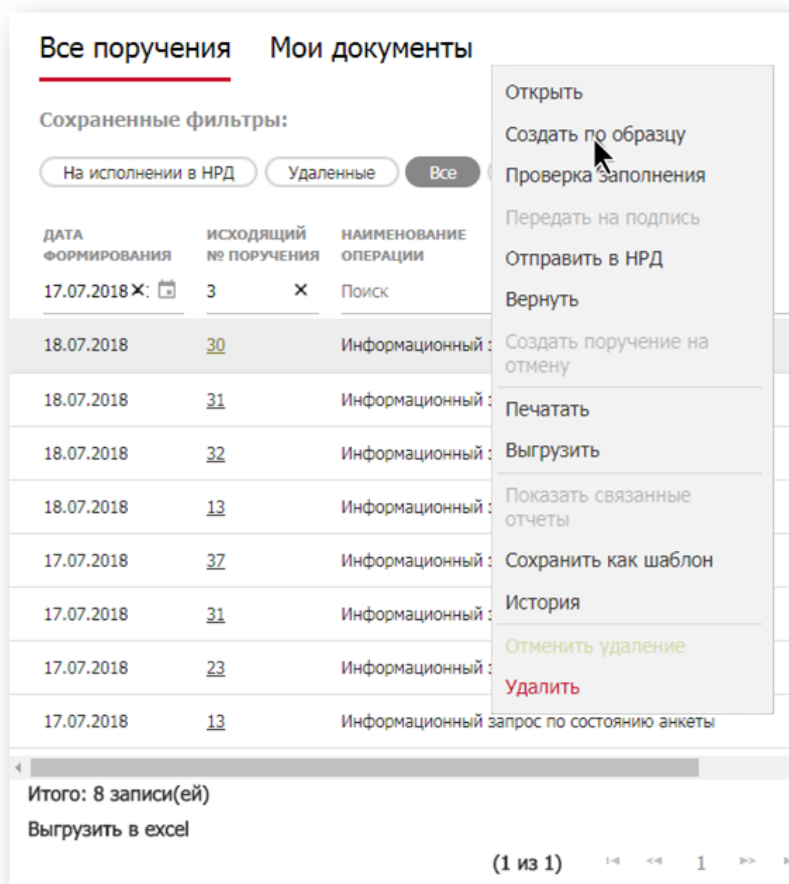 Все поручения Мои документы
Сохраненные фильтры:
На исполнении в НРД Удаленные Все
ДАТА ФОРМИРОВАНИЯ ИСХОДЯЩИЙ № ПОРУЧЕНИЯ НАИМЕНОВАНИЕ ОПЕРАЦИИ
17.07.2018 3 Поиск
18.07.2018 30 Информационный
18.07.2018 31 Информационный
18.07.2018 32 Информационный
18.07.2018 13 Информационный
17.07.2018 37 Информационный
17.07.2018 31 Информационный
17.07.2018 23 Информационный
17.07.2018 13 Информационный запрос по состоянию анкеты
Открыть
Создать по образцу
Проверка заполнения
Передать на подпись
Отправить в НРД
Вернуть
Создать поручение на
отмену
Печатать
Выгрузить
Показать связанные
отчеты
Сохранить как шаблон
История
Отменить удаление
Удалить
Итого: 8 записи(ей)
Выгрузить в excel
(1 из 1) 1